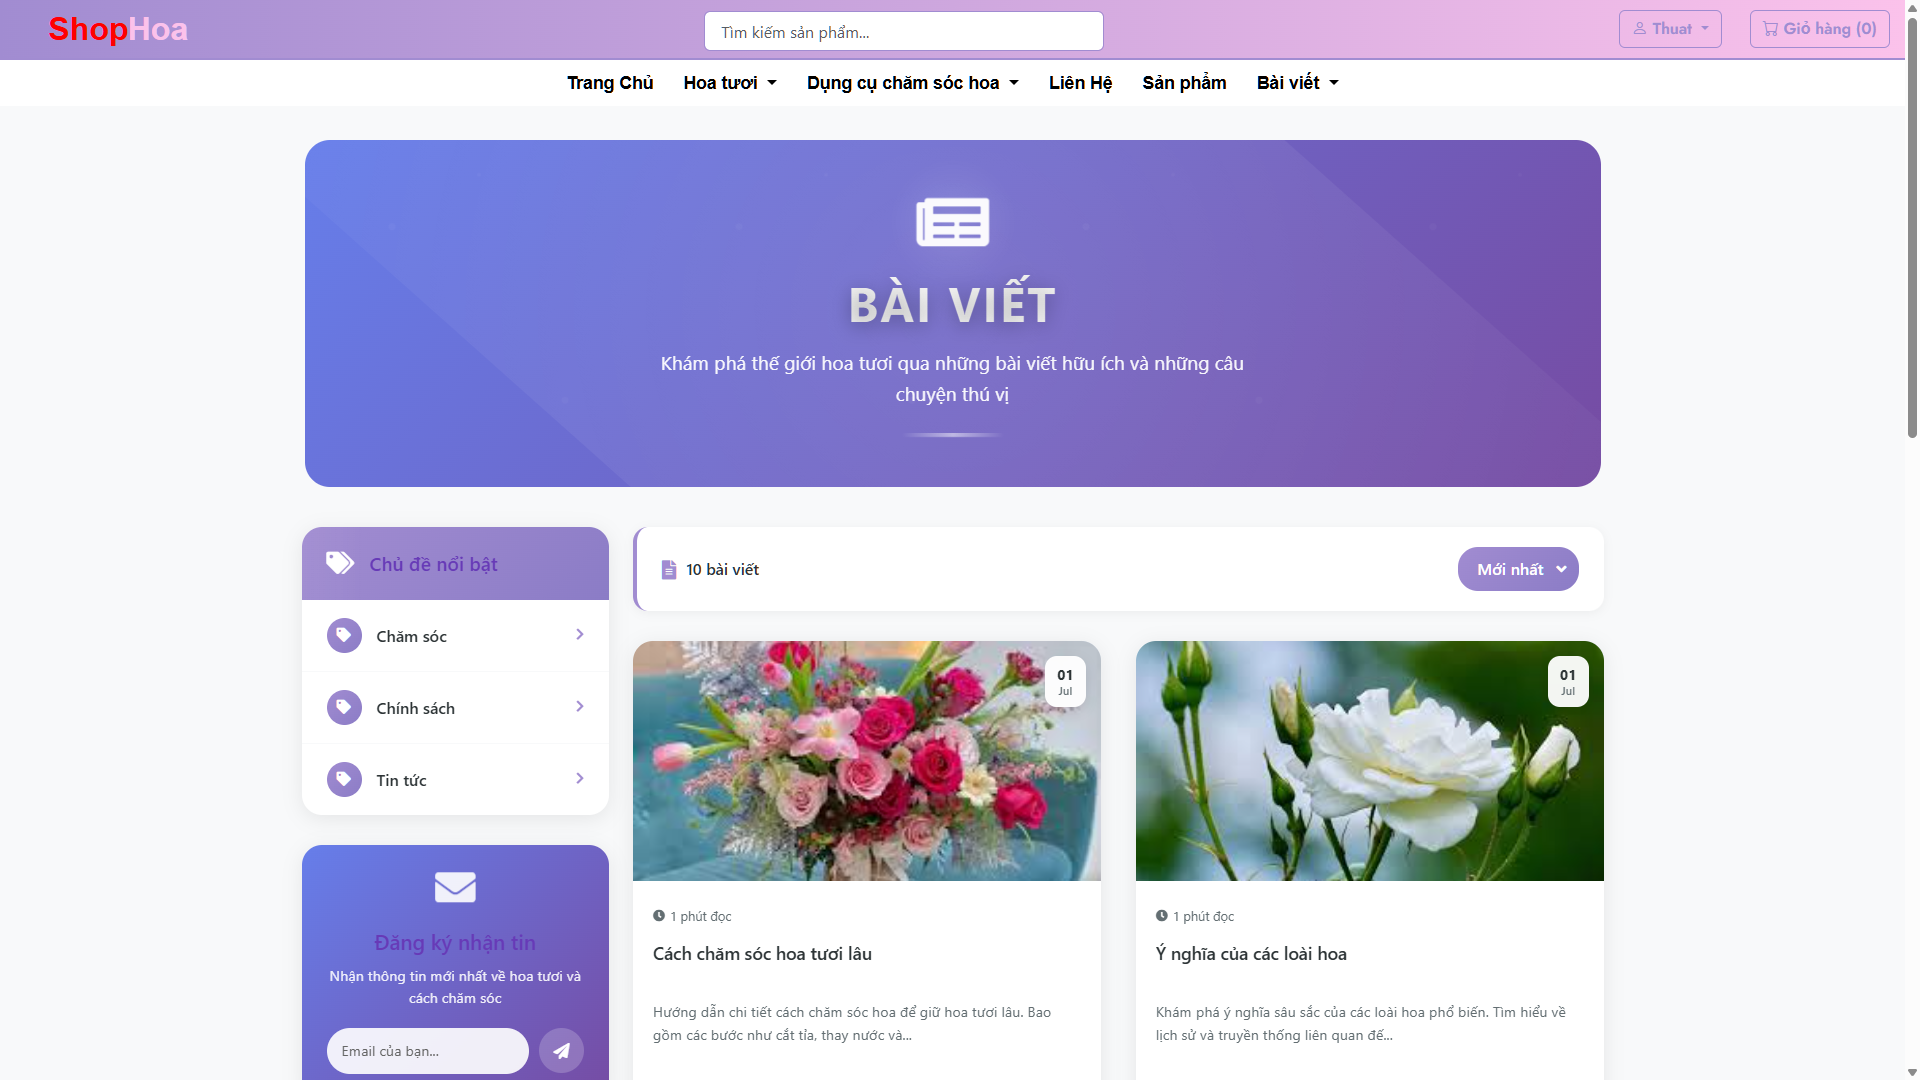 ShopHoa
Tìm kiếm sản phẩm...
Thuat
Giỏ hàng (0)
Trang Chủ
Hoa tươi
Dụng cụ chăm sóc hoa
Liên Hệ
Sản phẩm
Bài viết
BÀI VIẾT
Khám phá thế giới hoa tươi qua những bài viết hữu ích và những câu
chuyện thú vị
Chủ đề nổi bật
Chăm sóc
Chính sách
Tin tức
Đăng ký nhận tin
Nhận thông tin mới nhất về hoa tươi và
cách chăm sóc
Email của bạn...
10 bài viết
Mới nhất
01
Jul
1 phút đọc
Cách chăm sóc hoa tươi lâu
Hướng dẫn chi tiết cách chăm sóc hoa để giữ hoa tươi lâu. Bao
gồm các bước như cắt tỉa, thay nước và...
01
Jul
1 phút đọc
Ý nghĩa của các loài hoa
Khám phá ý nghĩa sâu sắc của các loài hoa phổ biến. Tìm hiểu về
lịch sử và truyền thống liên quan đế...